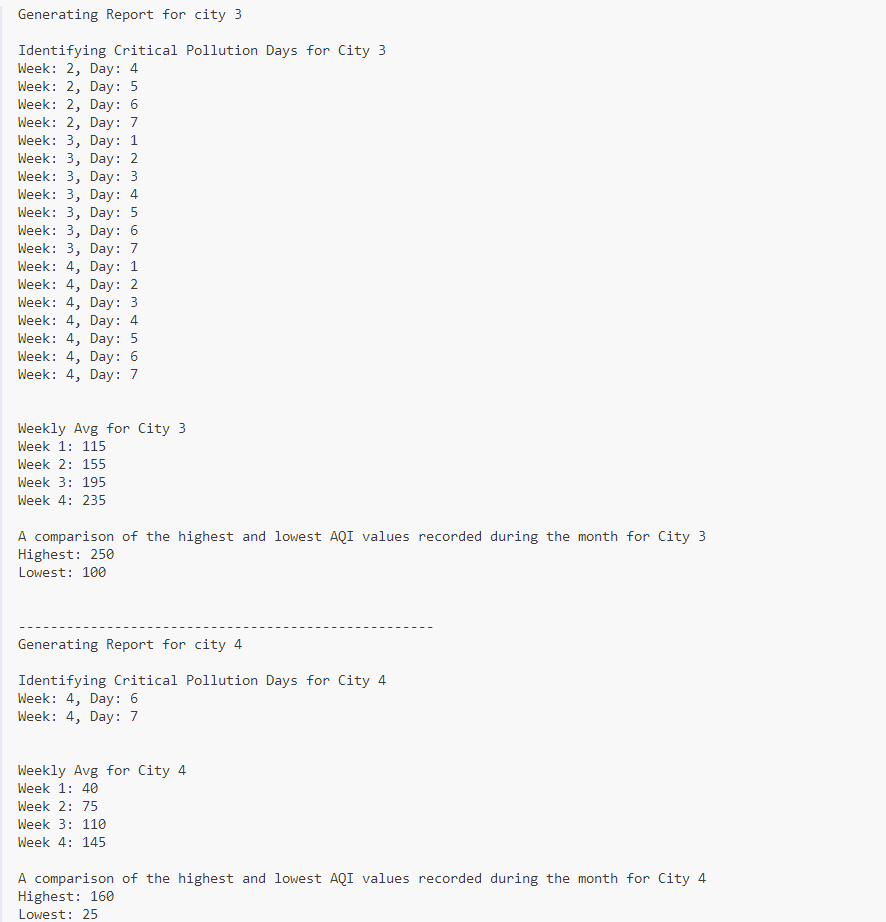 Generating Report for city 3
Identifying Critical Pollution Days for City 3
Week: 2, Day: 4
Week: 2, Day: 5
Week: 2, Day: 6
Week: 2, Day: 7
Week: 3, Day: 1
Week: 3, Day: 2
Week: 3, Day: 3
Week: 3, Day: 4
Week: 3, Day: 5
Week: 3, Day: 6
Week: 3, Day: 7
Week: 4, Day: 1
Week: 4, Day: 2
Week: 4, Day: 3
Week: 4, Day: 4
Week: 4, Day: 5
Week: 4, Day: 6
Week: 4, Day: 7
Weekly Avg for City 3
Week 1: 115
Week 2: 155
Week 3: 195
Week 4: 235
A comparison of the highest and lowest AQI values recorded during the month for City 3
Highest: 250
Lowest: 100
----------------------------------------------------
Generating Report for city 4
Identifying Critical Pollution Days for City 4
Week: 4, Day: 6
Week: 4, Day: 7
Weekly Avg for City 4
Week 1: 40
Week 2: 75
Week 3: 110
Week 4: 145
A comparison of the highest and lowest AQI values recorded during the month for City 4
Highest: 160
Lowest: 25